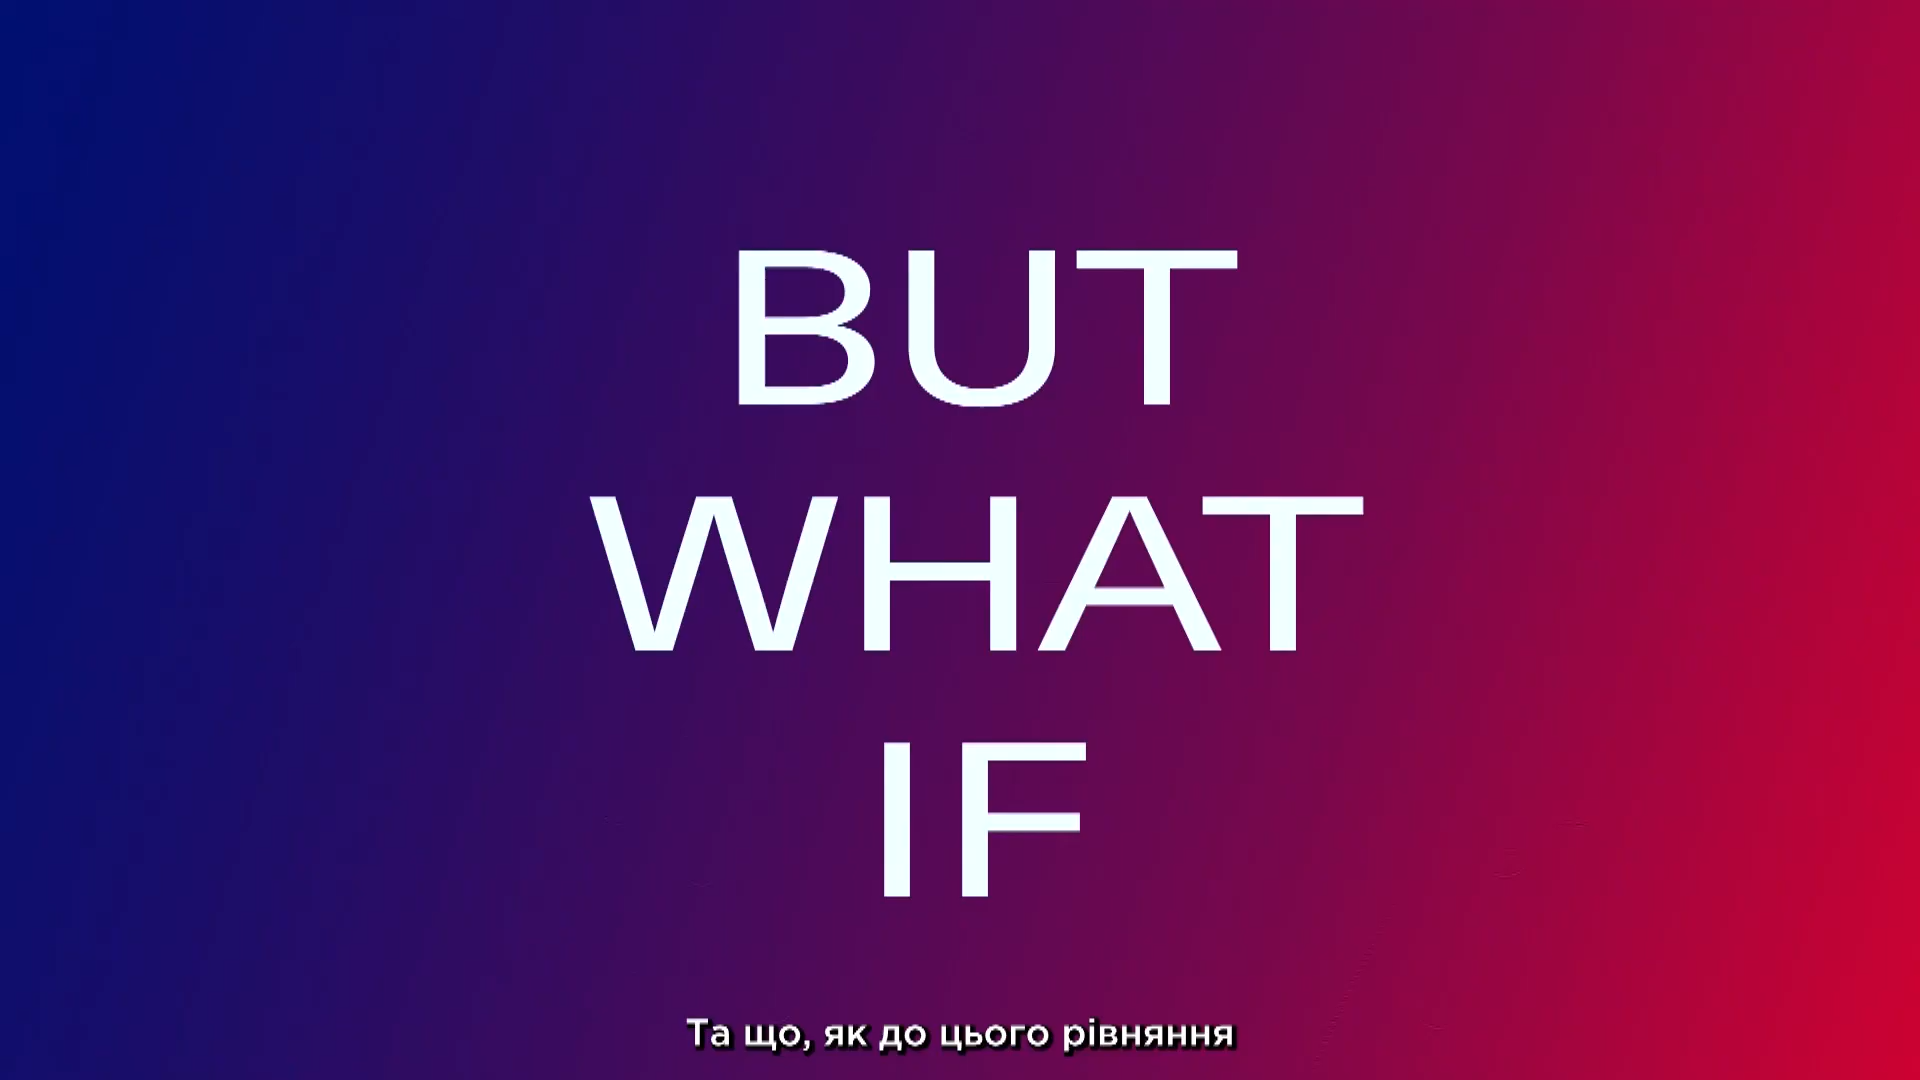 BUT
WHAT
IF
Та що, як до цього рівняння